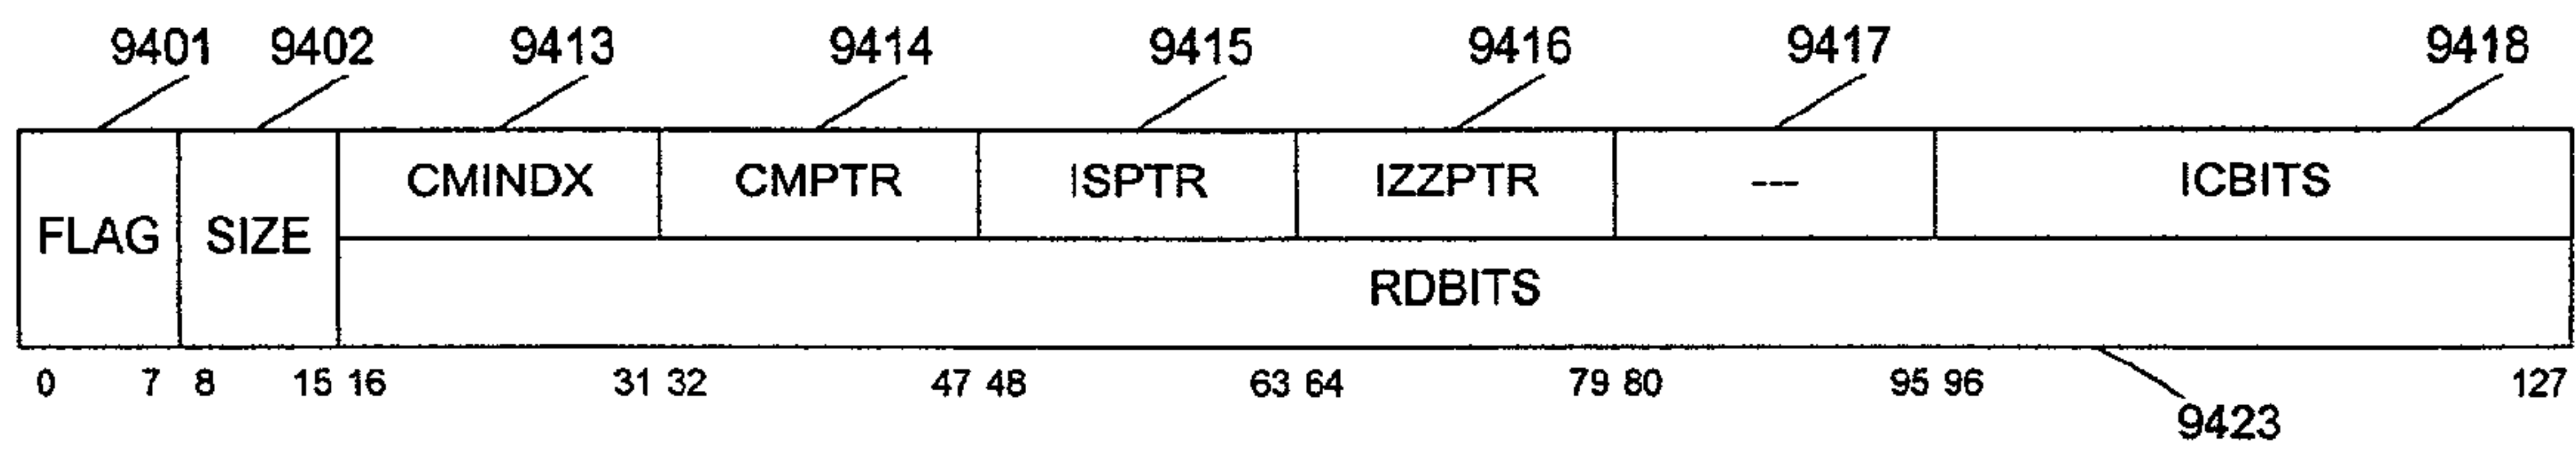 9401 9402 9413 9414 9415 9416 9417 9418
CMINDX CMPTR ISPTR IZZPTR --- ICBITS
FLAG SIZE
RDBITS
0 7 8 15 16 31 32 47 48 63 64 79 80 95 96 127
9423